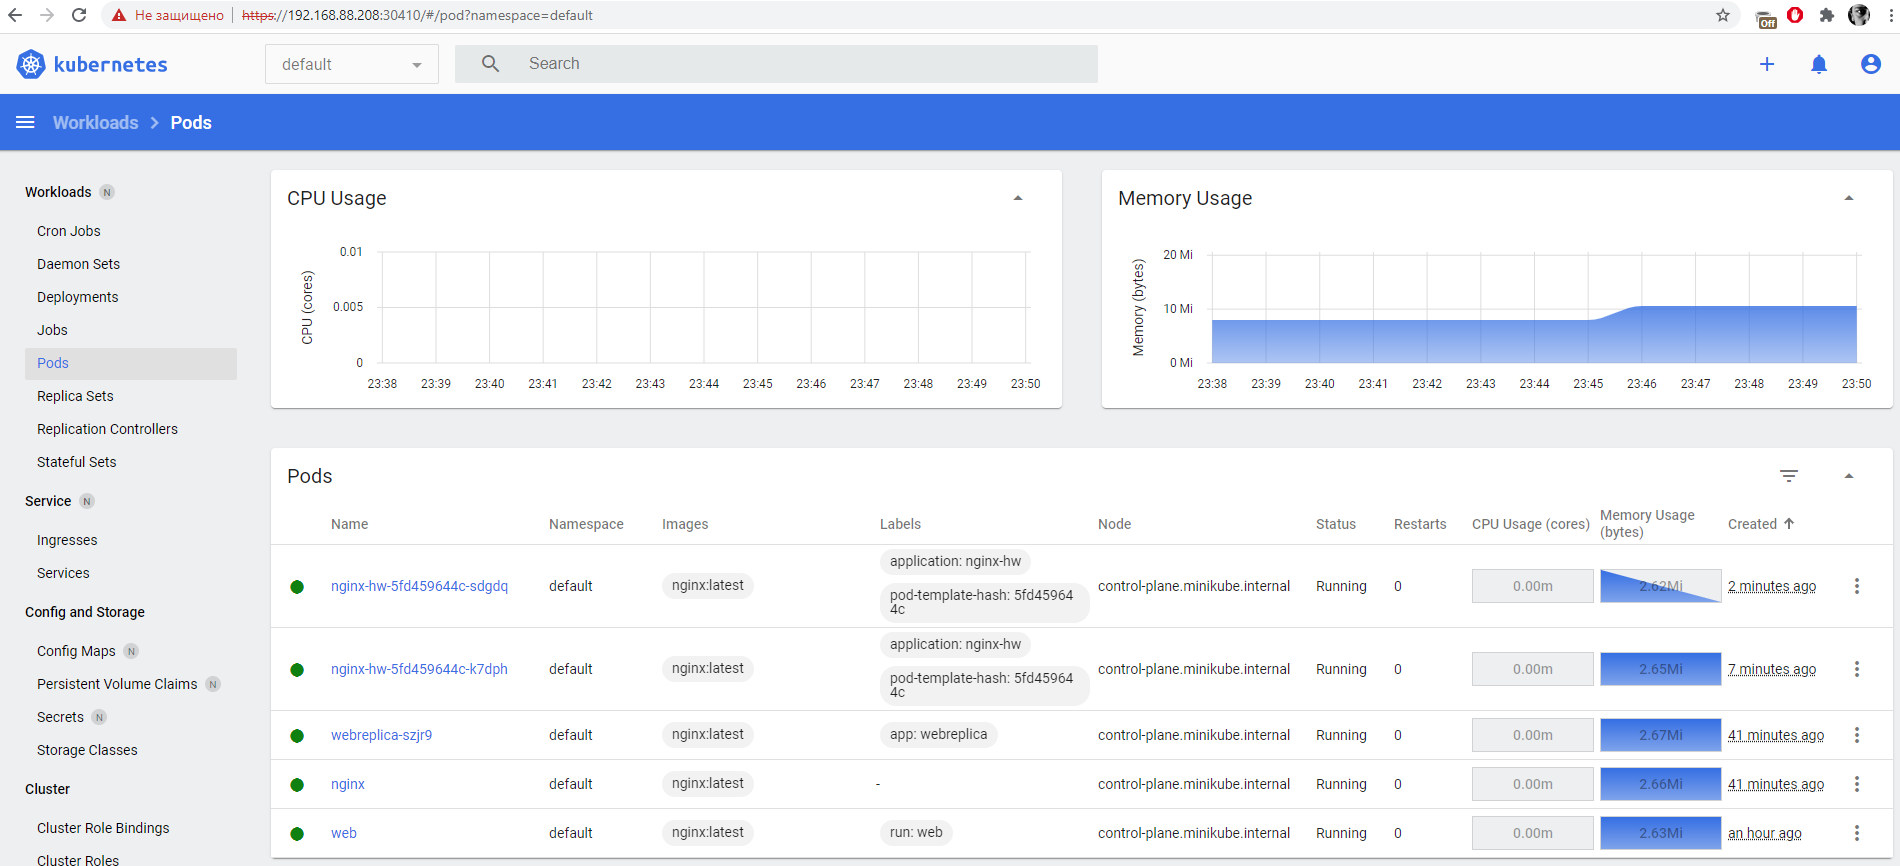 Не защищено https://192.168.88.208:30410/#/pod?namespace=default
Off
kubernetes
default
Search
Workloads Pods
Workloads N
Cron Jobs
Daemon Sets
Deployments
Jobs
Pods
Replica Sets
Replication Controllers
Stateful Sets
Service N
Ingresses
Services
Config and Storage
Config Maps N
Persistent Volume Claims N
Secrets N
Storage Classes
Cluster
Cluster Role Bindings
Cluster Roles
CPU Usage
CPU (cores)
0.01
0.005
0
23:38 23:39 23:40 23:41 23:42 23:43 23:44 23:45 23:46 23:47 23:48 23:49 23:50
Memory Usage
Memory (bytes)
20 Mi
10 Mi
0 Mi
23:38 23:39 23:40 23:41 23:42 23:43 23:44 23:45 23:46 23:47 23:48 23:49 23:50
Pods
Name Namespace Images Labels Node Status Restarts CPU Usage (cores) Memory Usage (bytes) Created
application: nginx-hw
nginx-hw-5fd459644c-sdgdq default nginx:latest control-plane.minikube.internal Running 0 0.00m 2.62Mi 2 minutes ago
pod-template-hash: 5fd45964
4c
application: nginx-hw
nginx-hw-5fd459644c-k7dph default nginx:latest control-plane.minikube.internal Running 0 0.00m 2.65Mi 7 minutes ago
pod-template-hash: 5fd45964
4c
webreplica-szjr9 default nginx:latest app: webreplica control-plane.minikube.internal Running 0 0.00m 2.67Mi 41 minutes ago
nginx default nginx:latest - control-plane.minikube.internal Running 0 0.00m 2.66Mi 41 minutes ago
web default nginx:latest run: web control-plane.minikube.internal Running 0 0.00m 2.63Mi an hour ago